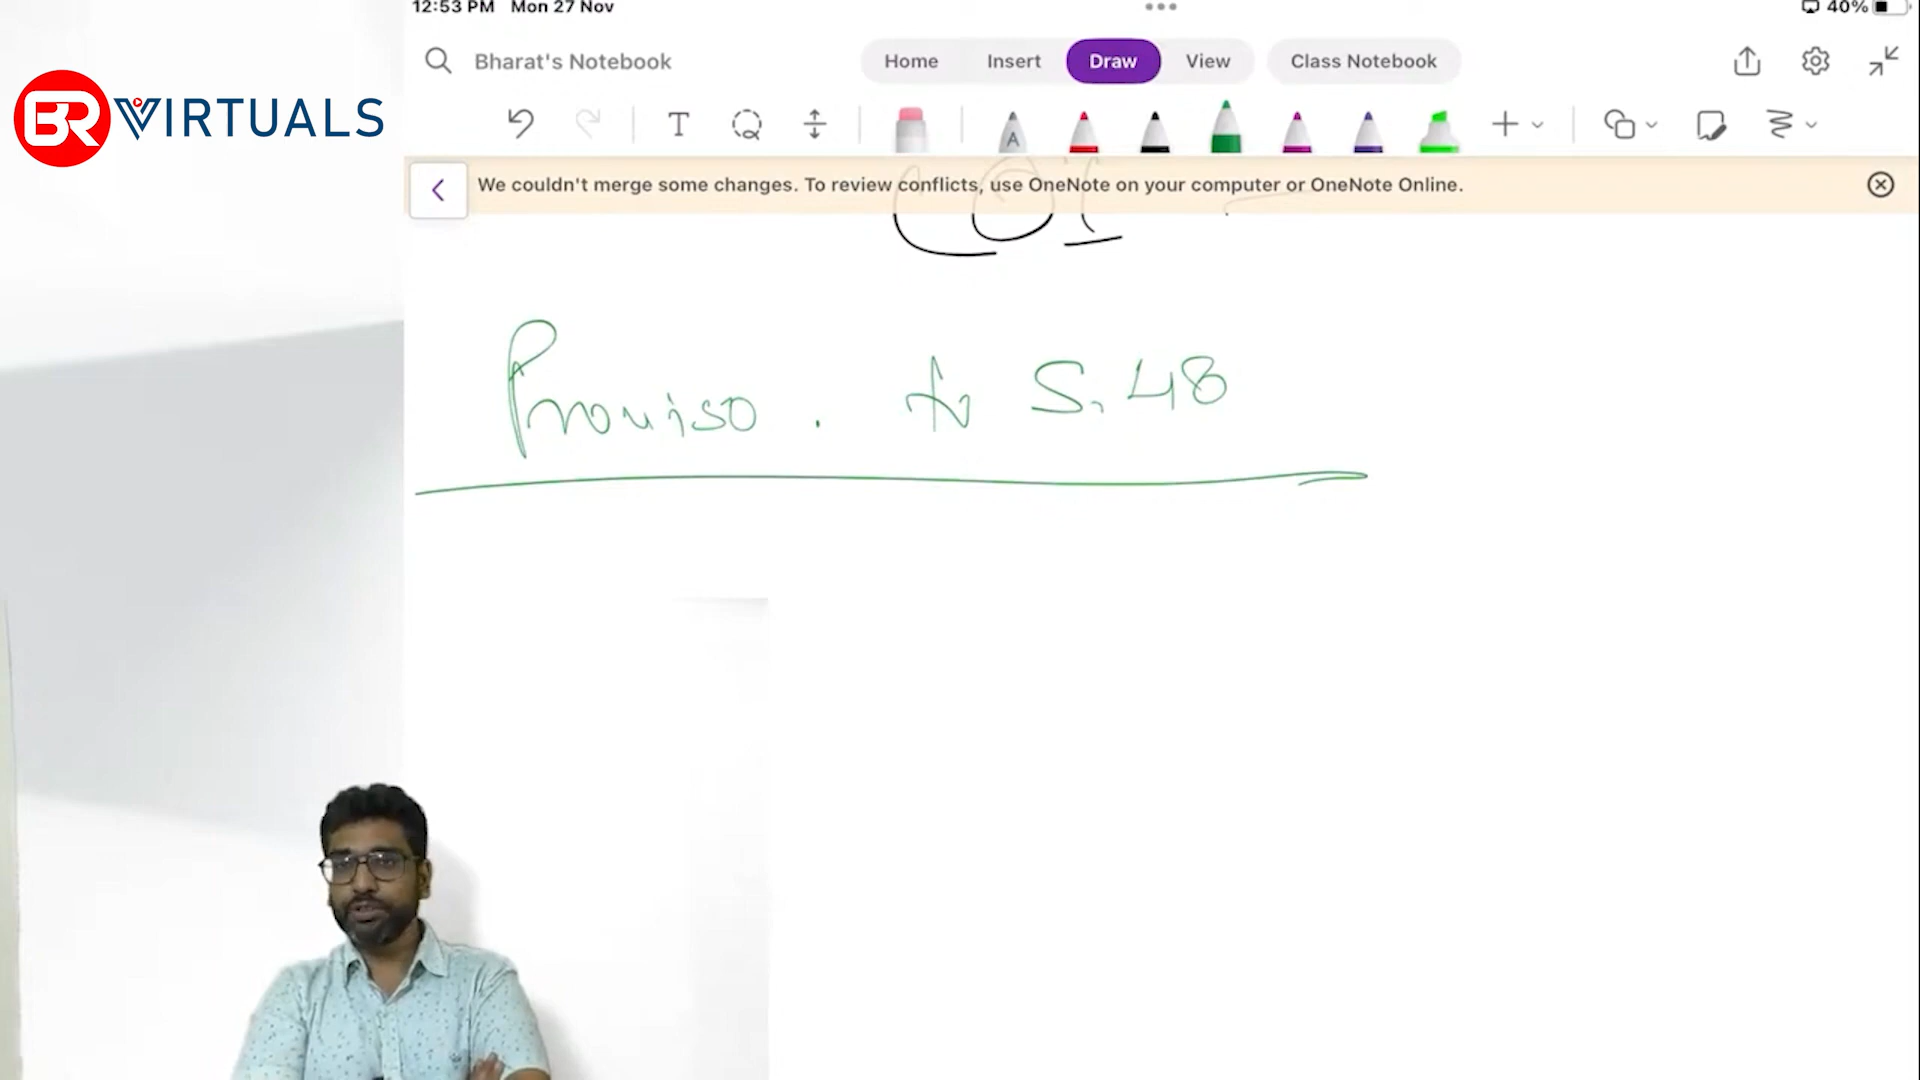 12:53 PM Mon 27 Nov 40%
BR VIRTUALS
Bharat's Notebook Home Insert Draw View Class Notebook
T A
We couldn't merge some changes. To review conflicts, use OneNote on your computer or OneNote Online.
Proviso. to S. 48